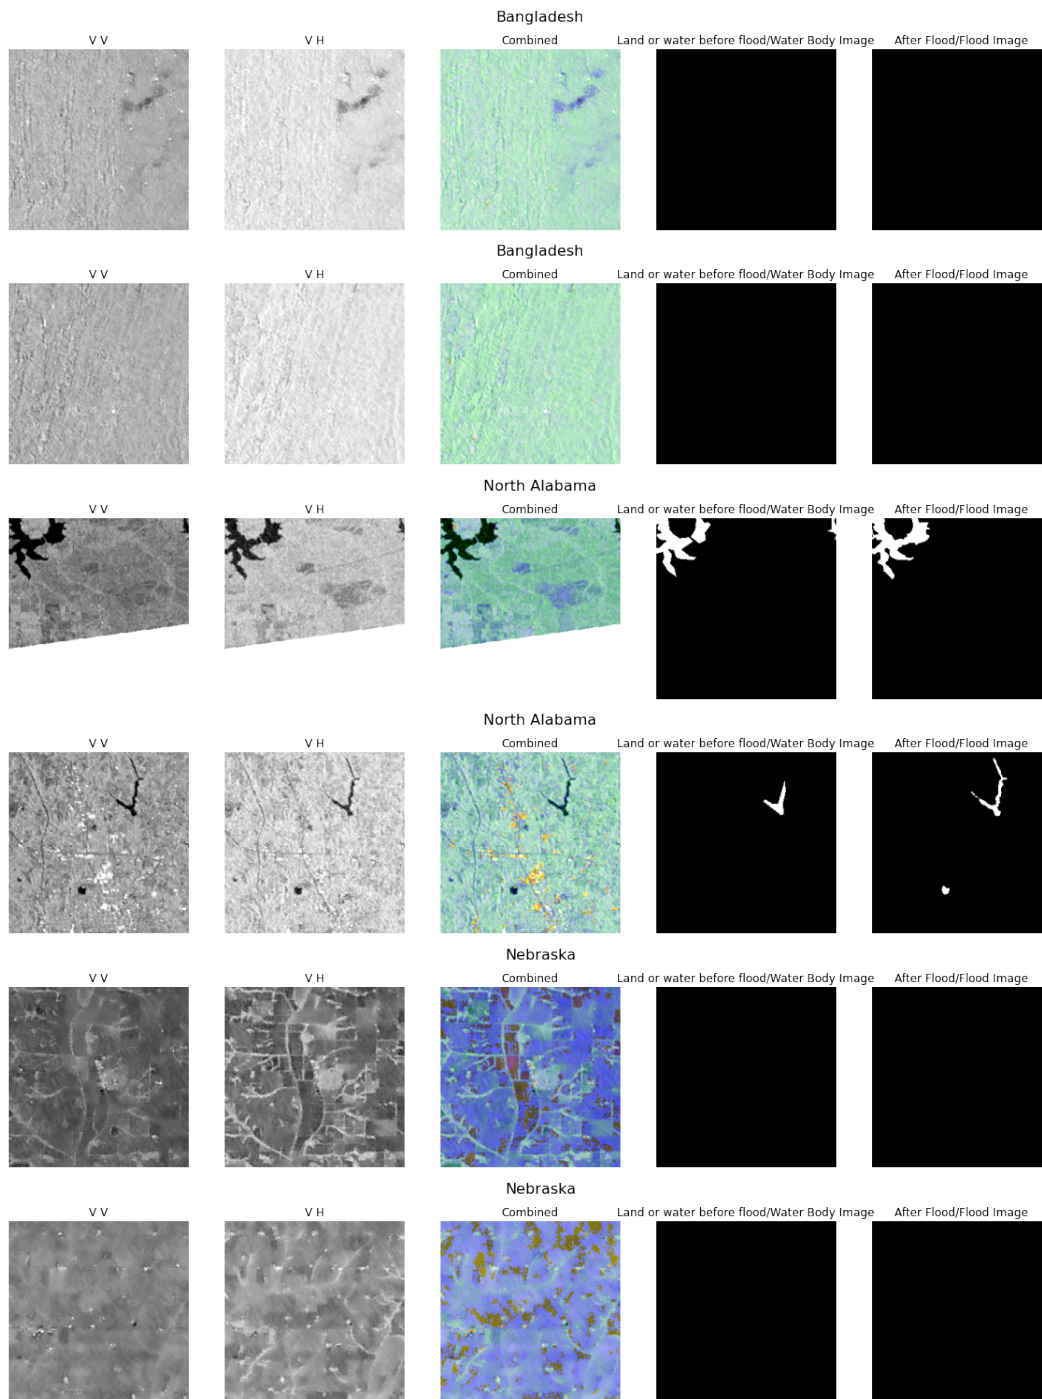 Bangladesh
V V V H Combined Land or water before flood/Water Body Image After Flood/Flood Image
Bangladesh
V V V H Combined Land or water before flood/Water Body Image After Flood/Flood Image
North Alabama
V V V H Combined Land or water before flood/Water Body Image After Flood/Flood Image
North Alabama
V V V H Combined Land or water before flood/Water Body Image After Flood/Flood Image
Nebraska
V V V H Combined Land or water before flood/Water Body Image After Flood/Flood Image
Nebraska
V V V H Combined Land or water before flood/Water Body Image After Flood/Flood Image